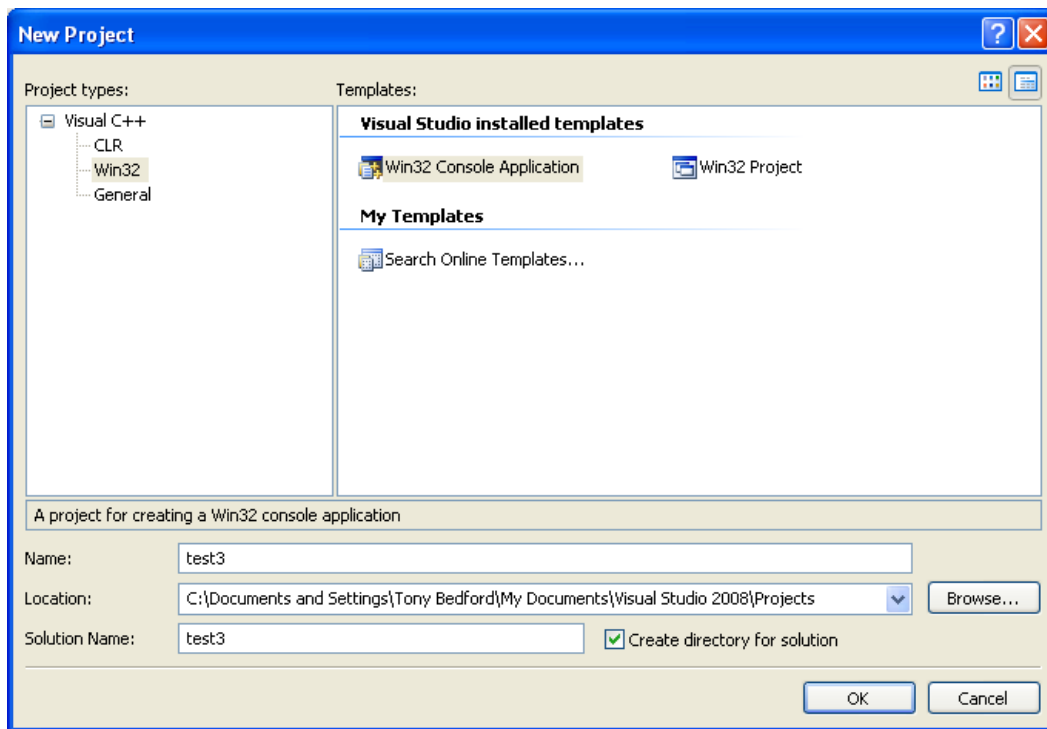 New Project
Project types:
Templates:
Visual C++
CLR
Win32
General
Visual Studio installed templates
Win32 Console Application
Win32 Project
My Templates
Search Online Templates...
A project for creating a Win32 console application
Name:
test3
Location:
C:\Documents and Settings\Tony Bedford\My Documents\Visual Studio 2008\Projects
Browse...
Solution Name:
test3
Create directory for solution
OK
Cancel